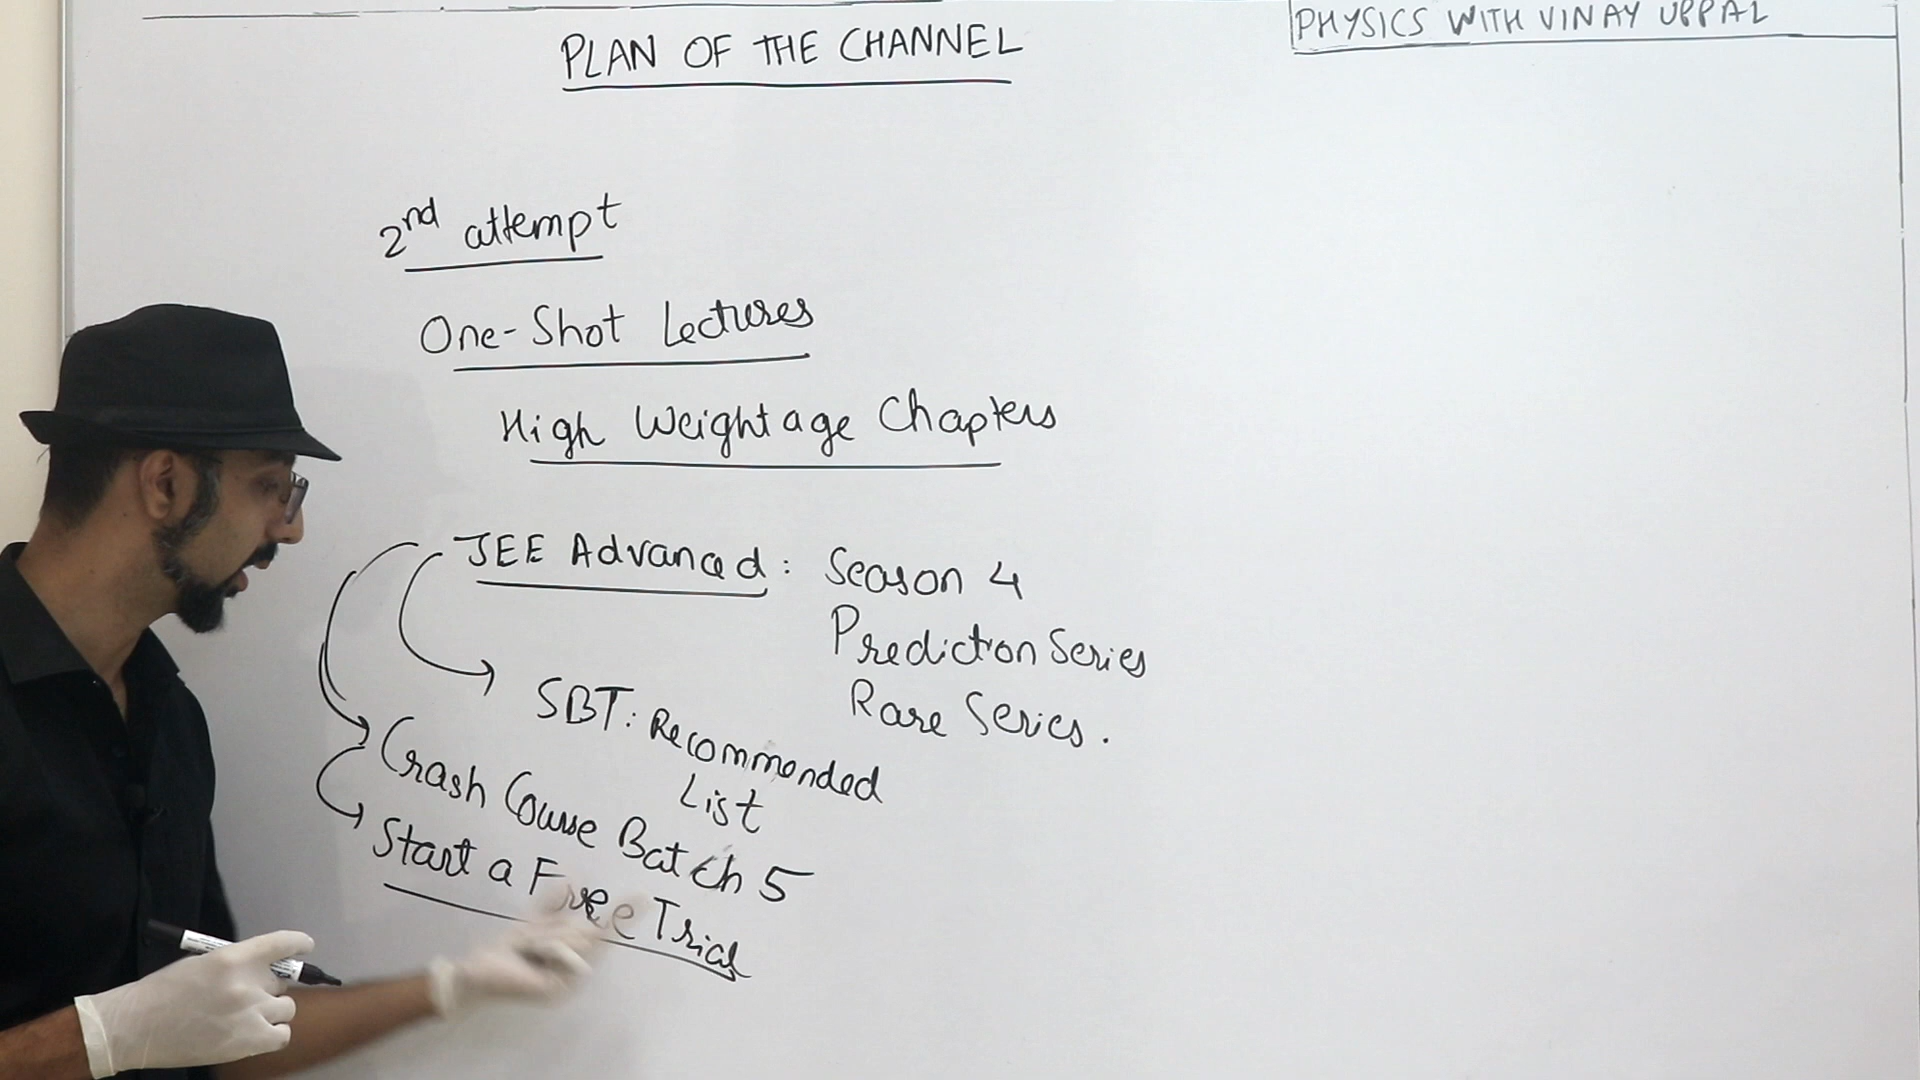 PHYSICS WITH VINAY UPPAL
PLAN OF THE CHANNEL
2nd attempt
One-Shot Lectures
High Weightage Chapters
JEE Advanced: Season 4
Prediction Series
Rare Series.
SBT: Recommended
List
Crash Course Batch 5
Start a Free Trial